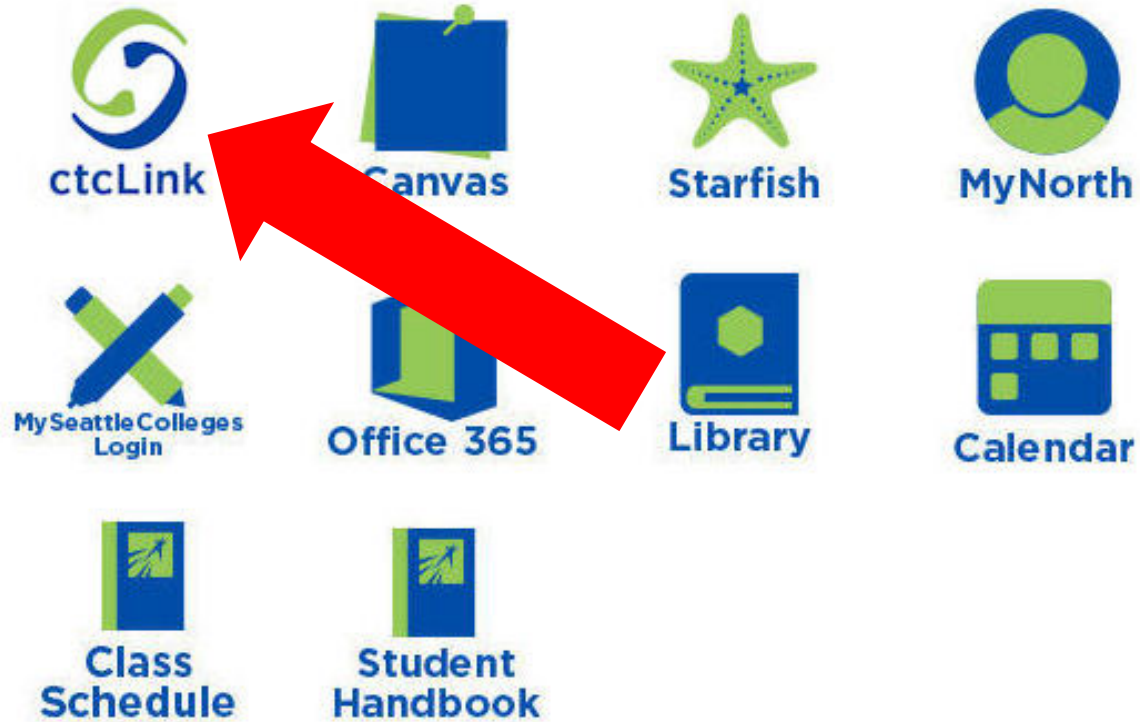 ctcLink
Canvas
Starfish
MyNorth
MySeattleColleges
Login
Office 365
Library
Calendar
Class
Schedule
Student
Handbook